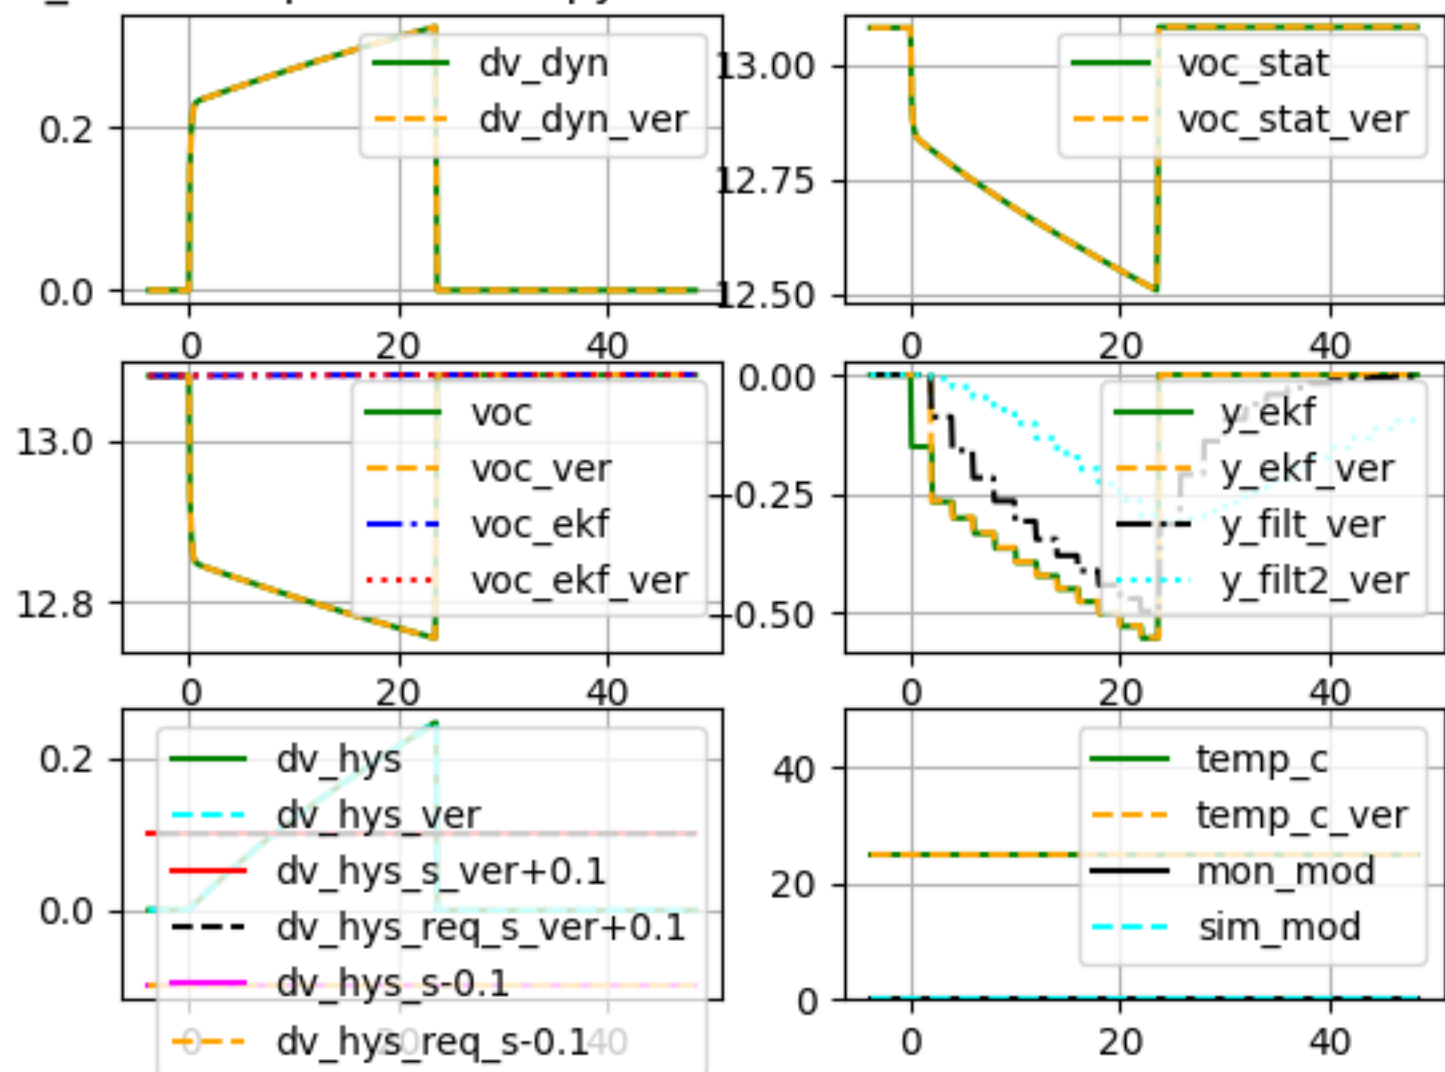 dv_dyn
dv_dyn_ver
0.2
0.0
0 20 40
voc_stat
voc_stat_ver
13.00
12.75
12.50
0 20 40
voc
voc_ver
voc_ekf
voc_ekf_ver
13.0
12.8
0 20 40
y_ekf
y_ekf_ver
y_filt_ver
y_filt2_ver
0.00
−0.25
−0.50
0 20 40
dv_hys
dv_hys_ver
dv_hys_s_ver+0.1
dv_hys_req_s_ver+0.1
dv_hys_s-0.1
dv_hys_req_s-0.1
0.2
0.0
0 20 40
temp_c
temp_c_ver
mon_mod
sim_mod
40
20
0
0 20 40